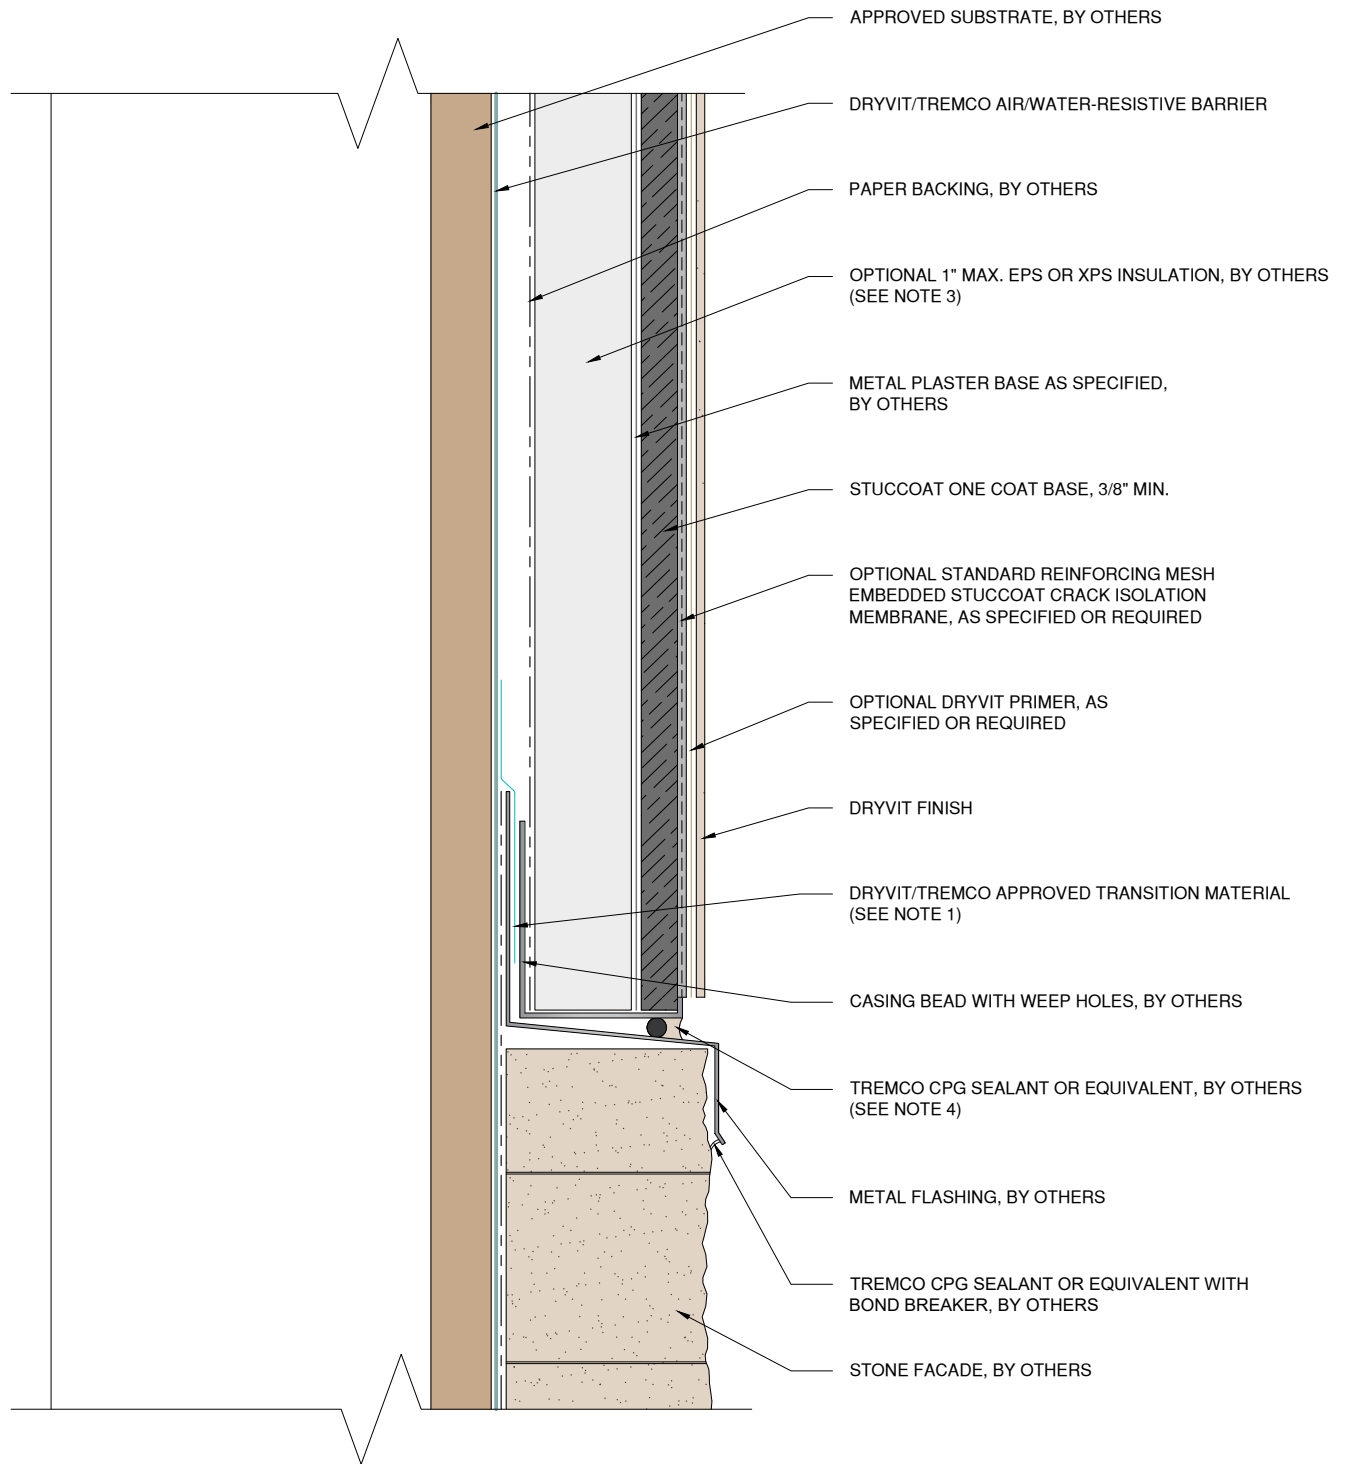 APPROVED SUBSTRATE, BY OTHERS
DRYVIT/TREMCO AIR/WATER-RESISTIVE BARRIER
PAPER BACKING, BY OTHERS
OPTIONAL 1" MAX. EPS OR XPS INSULATION, BY OTHERS
(SEE NOTE 3)
METAL PLASTER BASE AS SPECIFIED,
BY OTHERS
STUCCOAT ONE COAT BASE, 3/8" MIN.
OPTIONAL STANDARD REINFORCING MESH
EMBEDDED STUCCOAT CRACK ISOLATION
MEMBRANE, AS SPECIFIED OR REQUIRED
OPTIONAL DRYVIT PRIMER, AS
SPECIFIED OR REQUIRED
DRYVIT FINISH
DRYVIT/TREMCO APPROVED TRANSITION MATERIAL
(SEE NOTE 1)
CASING BEAD WITH WEEP HOLES, BY OTHERS
TREMCO CPG SEALANT OR EQUIVALENT, BY OTHERS
(SEE NOTE 4)
METAL FLASHING, BY OTHERS
TREMCO CPG SEALANT OR EQUIVALENT WITH
BOND BREAKER, BY OTHERS
STONE FACADE, BY OTHERS